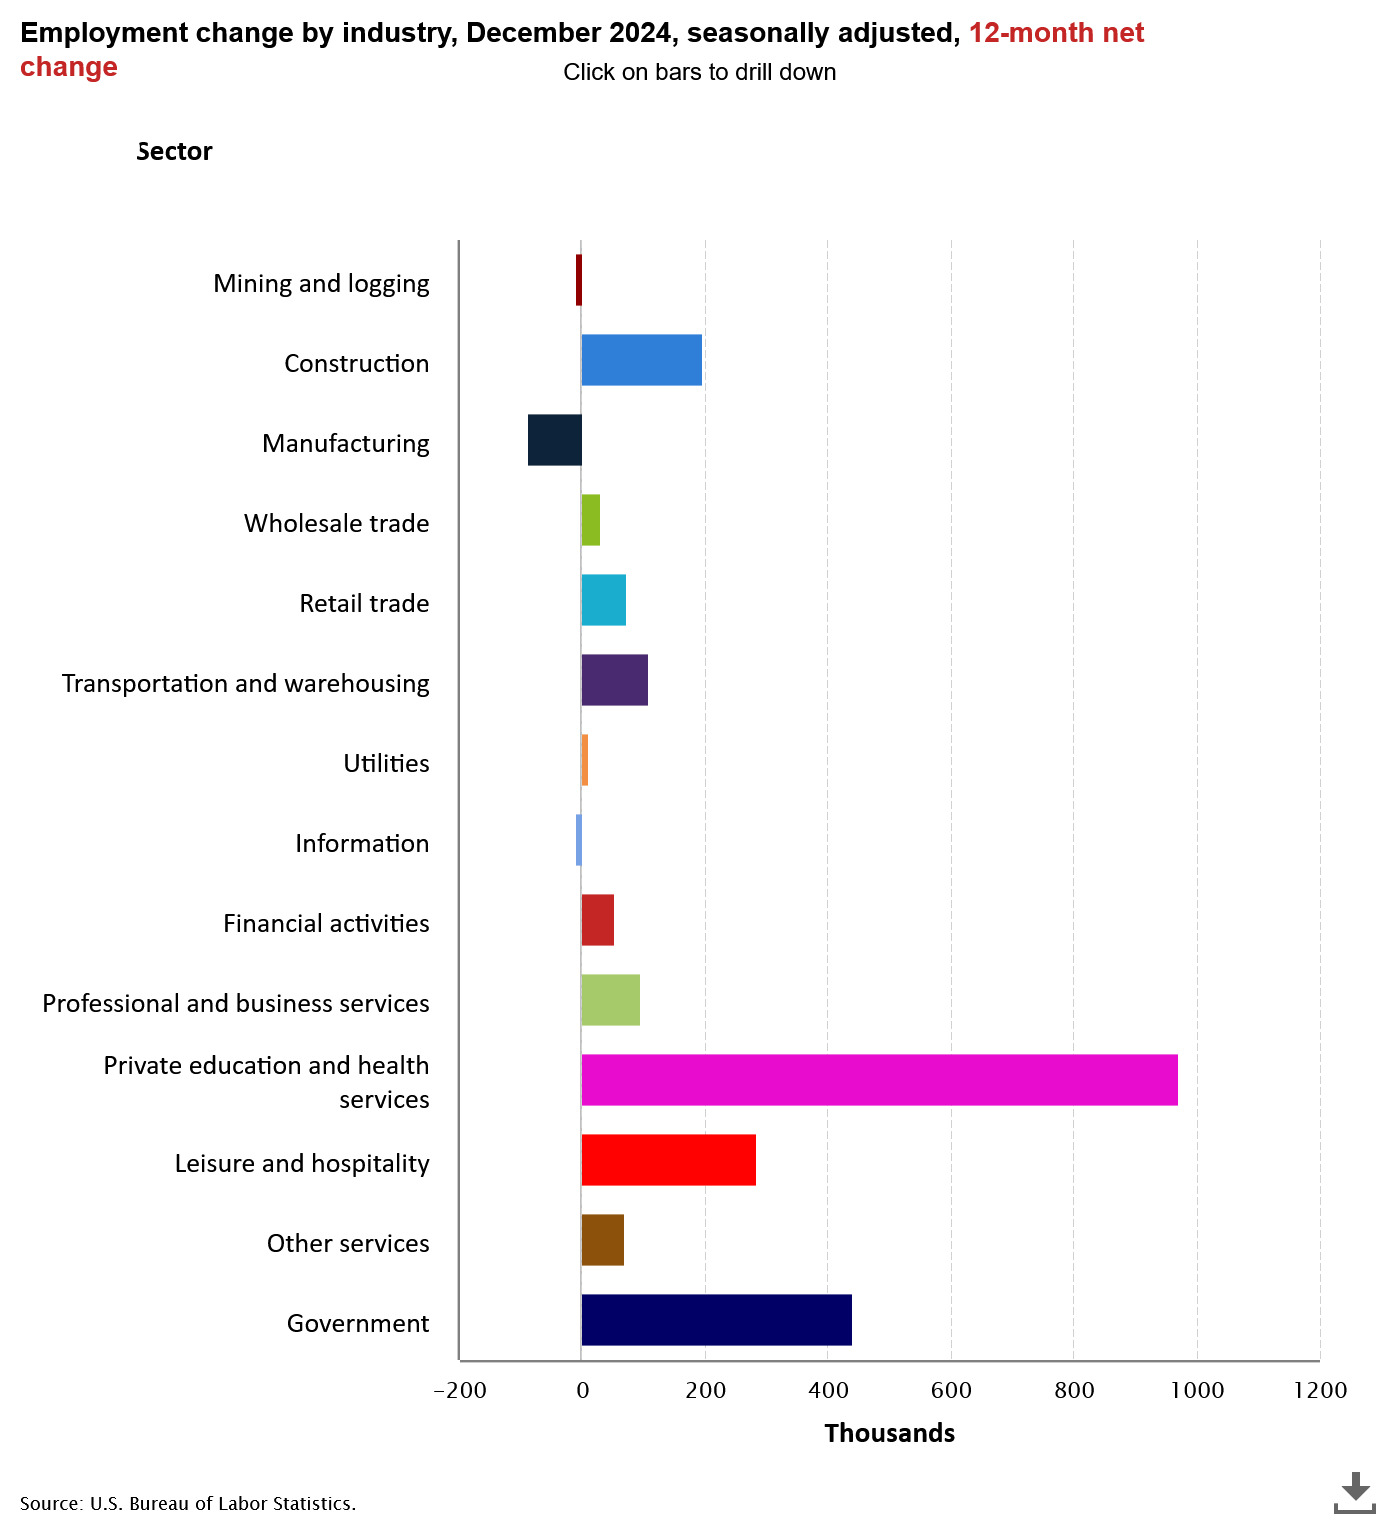 Employment change by industry, December 2024, seasonally adjusted, 12-month net
change
Click on bars to drill down
Sector
Mining and logging
Construction
Manufacturing
Wholesale trade
Retail trade
Transportation and warehousing
Utilities
Information
Financial activities
Professional and business services
Private education and health
services
Leisure and hospitality
Other services
Government
-200 0 200 400 600 800 1000 1200
Thousands
Source: U.S. Bureau of Labor Statistics.